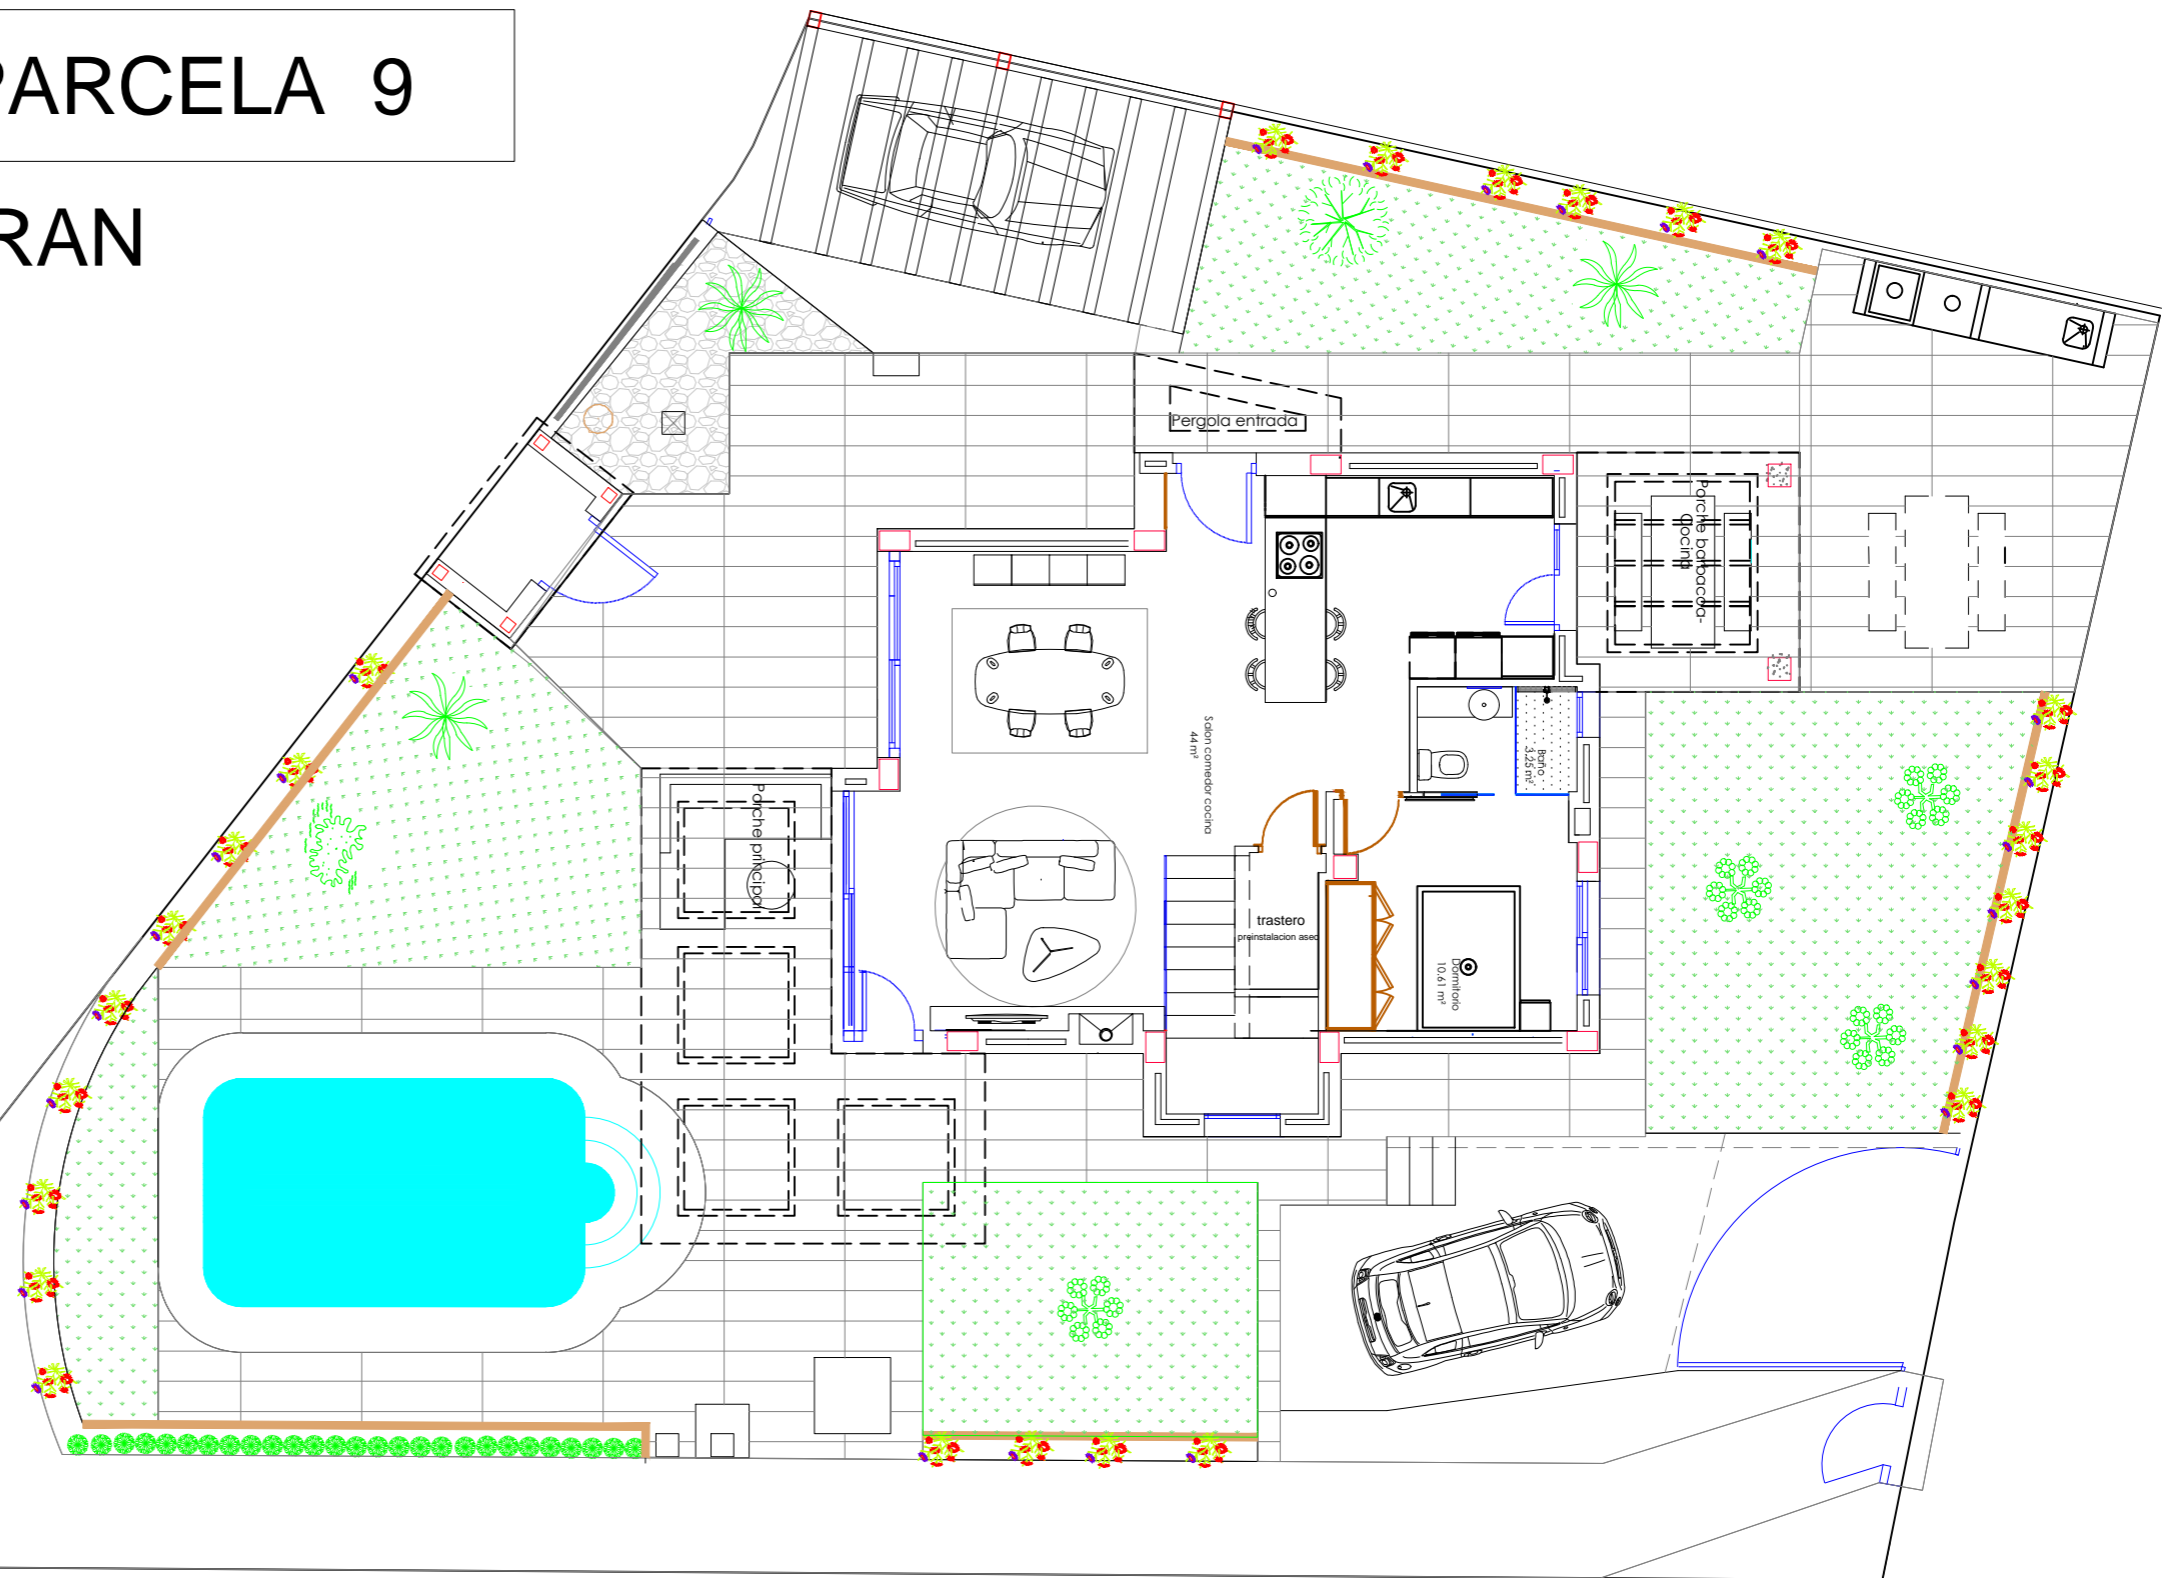 PARCELA 9
RAN
Pergola entrada
Porche barbacoa-
Cocina
Salon comedor cocina
44 m²
Baño
3.25 m²
Porche principal
trastero
preinstalacion aseo
Dormitorio
10.61 m²